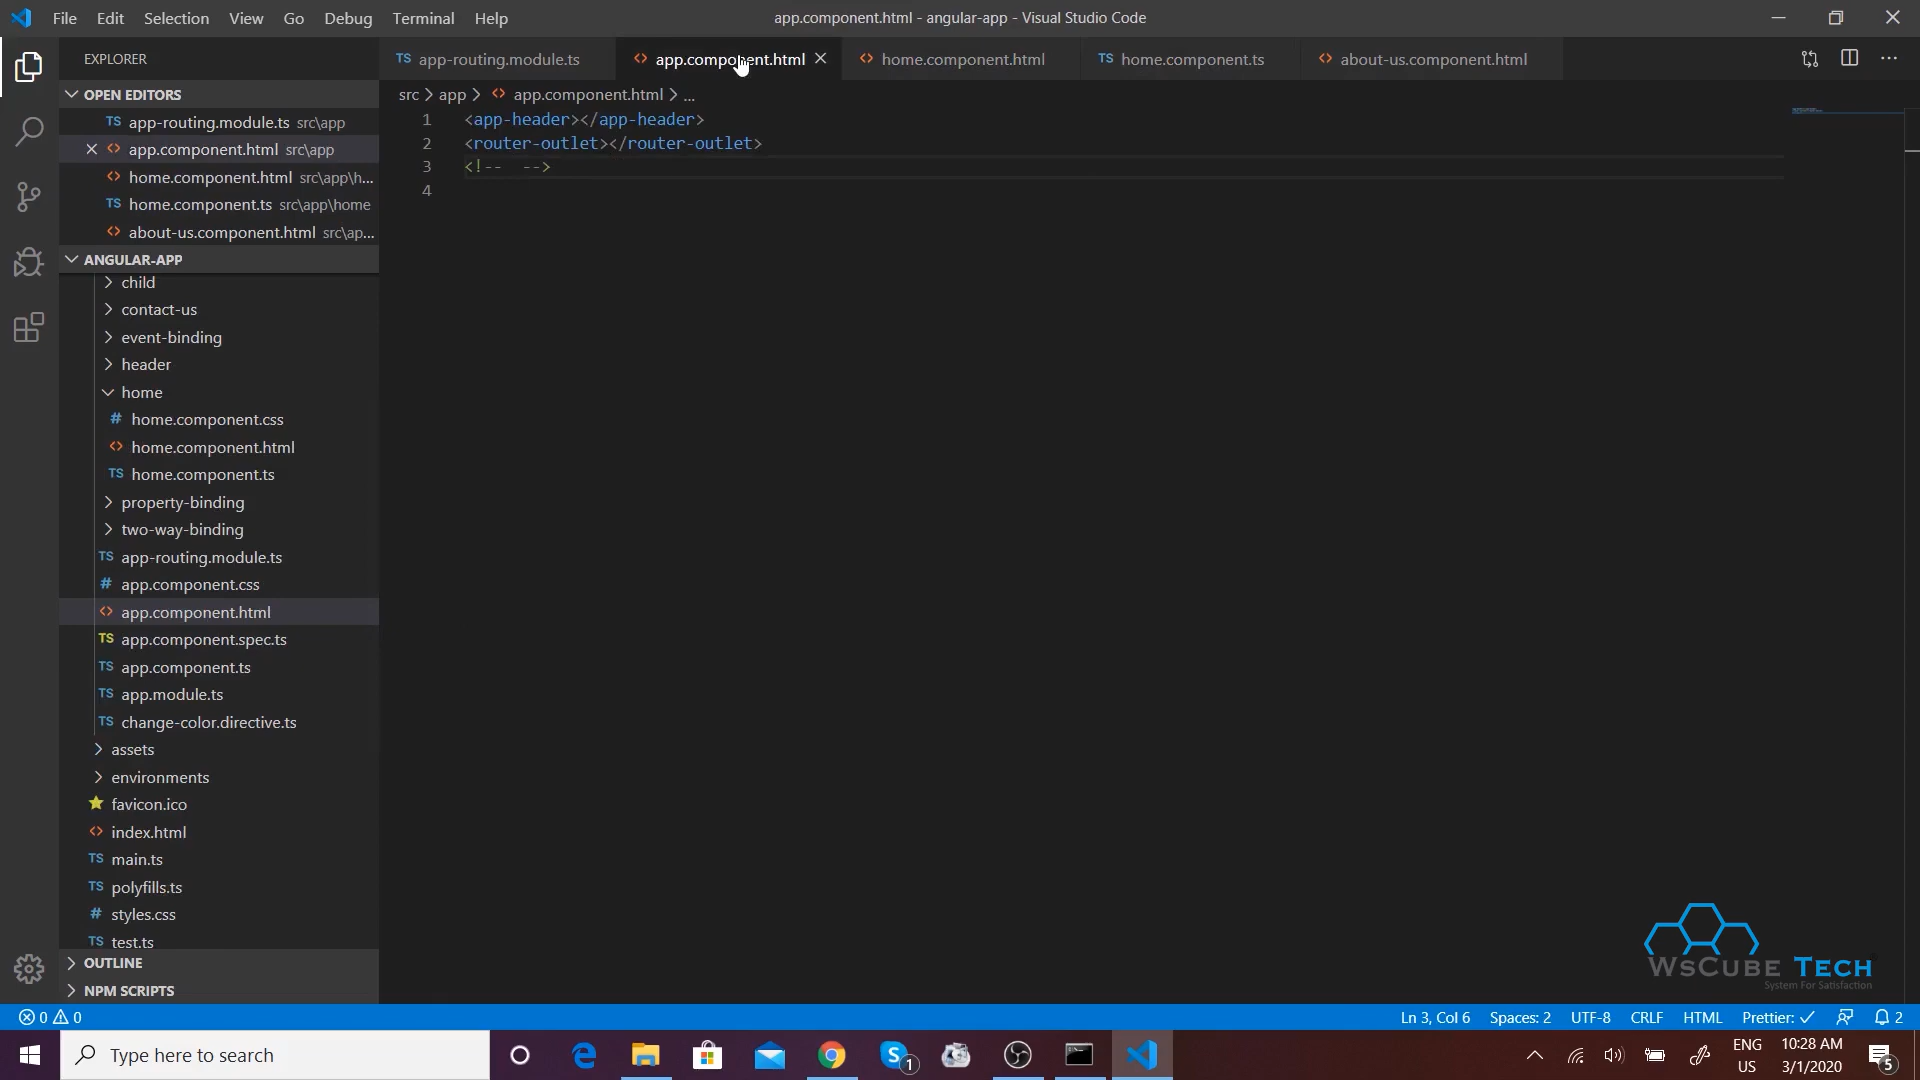 File Edit Selection View Go Debug Terminal Help
app.component.html - angular-app - Visual Studio Code
EXPLORER
TS app-routing.module.ts
<> app.component.html
<> home.component.html
TS home.component.ts
<> about-us.component.html
OPEN EDITORS
TS app-routing.module.ts src\app
<> app.component.html src\app
<> home.component.html src\app\h...
TS home.component.ts src\app\home
<> about-us.component.html src\ap...
ANGULAR-APP
child
contact-us
event-binding
header
home
# home.component.css
<> home.component.html
TS home.component.ts
property-binding
two-way-binding
TS app-routing.module.ts
# app.component.css
<> app.component.html
TS app.component.spec.ts
TS app.component.ts
TS app.module.ts
TS change-color.directive.ts
assets
environments
favicon.ico
<> index.html
TS main.ts
TS polyfills.ts
# styles.css
TS test.ts
OUTLINE
NPM SCRIPTS
src > app > <> app.component.html > ...
1 <app-header></app-header>
2 <router-outlet></router-outlet>
3 <!--  -->
4
WSCUBE TECH
System For Satisfaction
0 0
Ln 3, Col 6 Spaces: 2 UTF-8 CRLF HTML Prettier: ✓ 2
Type here to search
S 1
ENG
US
10:28 AM
3/1/2020
5